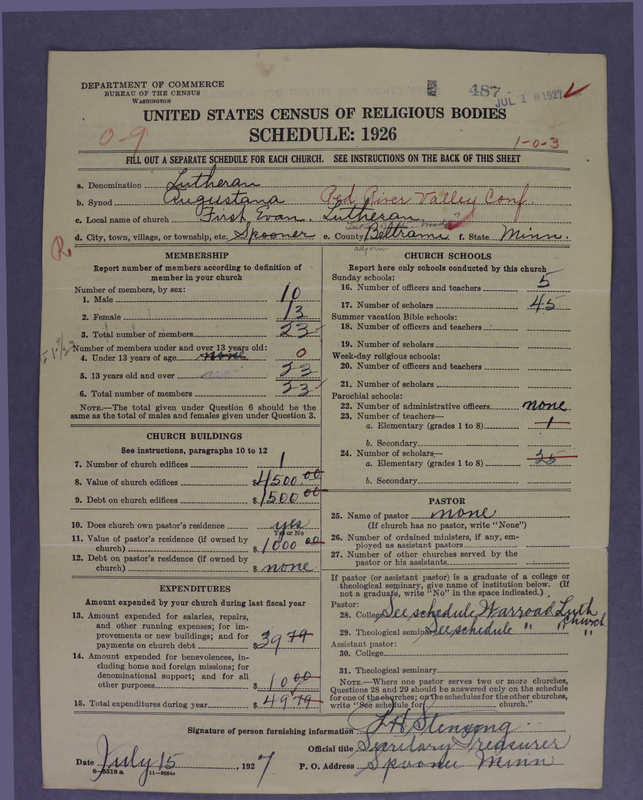 DEPARTMENT OF COMMERCE
BUREAU OF THE CENSUS
WASHINGTON
487
JUL 18 1927
UNITED STATES CENSUS OF RELIGIOUS BODIES
SCHEDULE: 1926
0-9
1-0-3
FILL OUT A SEPARATE SCHEDULE FOR EACH CHURCH. SEE INSTRUCTIONS ON THE BACK OF THIS SHEET
a. Denomination Lutheran
b. Synod Augustana Red River Valley Conf.
c. Local name of church First Evan. Lutheran
d. City, town, village, or township, etc. Spooner e. County Beltrami f. State Minn.
R
MEMBERSHIP
Report number of members according to definition of
member in your church
Number of members, by sex:
1. Male 10
2. Female 13
3. Total number of members 23
Number of members under and over 13 years old:
4. Under 13 years of age none 0
5. 13 years old and over no 23
6. Total number of members 23
NOTE.—The total given under Question 6 should be
the same as the total of males and females given under Question 3.
CHURCH BUILDINGS
See instructions, paragraphs 10 to 12
7. Number of church edifices 1
8. Value of church edifices $4500.00
9. Debt on church edifices $1500.00
10. Does church own pastor's residence yes
Yes or No
11. Value of pastor's residence (if owned by
church) $1000.00
12. Debt on pastor's residence (if owned by
church) $ none
EXPENDITURES
Amount expended by your church during last fiscal year
13. Amount expended for salaries, repairs,
and other running expenses; for im-
provements or new buildings; and for
payments on church debt $39.79
14. Amount expended for benevolences, in-
cluding home and foreign missions; for
denominational support; and for all
other purposes $10.00
15. Total expenditures during year $49.79
CHURCH SCHOOLS
Report here only schools conducted by this church
Sunday schools:
16. Number of officers and teachers 5
17. Number of scholars 45
Summer vacation Bible schools:
18. Number of officers and teachers
19. Number of scholars
Week-day religious schools:
20. Number of officers and teachers
21. Number of scholars
Parochial schools:
22. Number of administrative officers none
23. Number of teachers—
a. Elementary (grades 1 to 8) 1
b. Secondary
24. Number of scholars—
a. Elementary (grades 1 to 8) 25
b. Secondary
PASTOR
25. Name of pastor none
(If church has no pastor, write "None")
26. Number of ordained ministers, if any, em-
ployed as assistant pastors
27. Number of other churches served by the
pastor or his assistants
If pastor (or assistant pastor) is a graduate of a college or
theological seminary, give name of institution below. (If
not a graduate, write "No" in the space indicated.)
Pastor:
28. College See schedule Warroad Luth Church
29. Theological seminary See schedule " " "
Assistant pastor:
30. College
31. Theological seminary
NOTE.—Where one pastor serves two or more churches,
Questions 28 and 29 should be answered only on the schedule
for one of the churches; on the schedules for the other churches,
write "See schedule for ______ church."
Signature of person furnishing information
Official title Secretary Treasurer
Date July 15, 1927 P. O. Address Spooner Minn
8-5518a 11-9034a